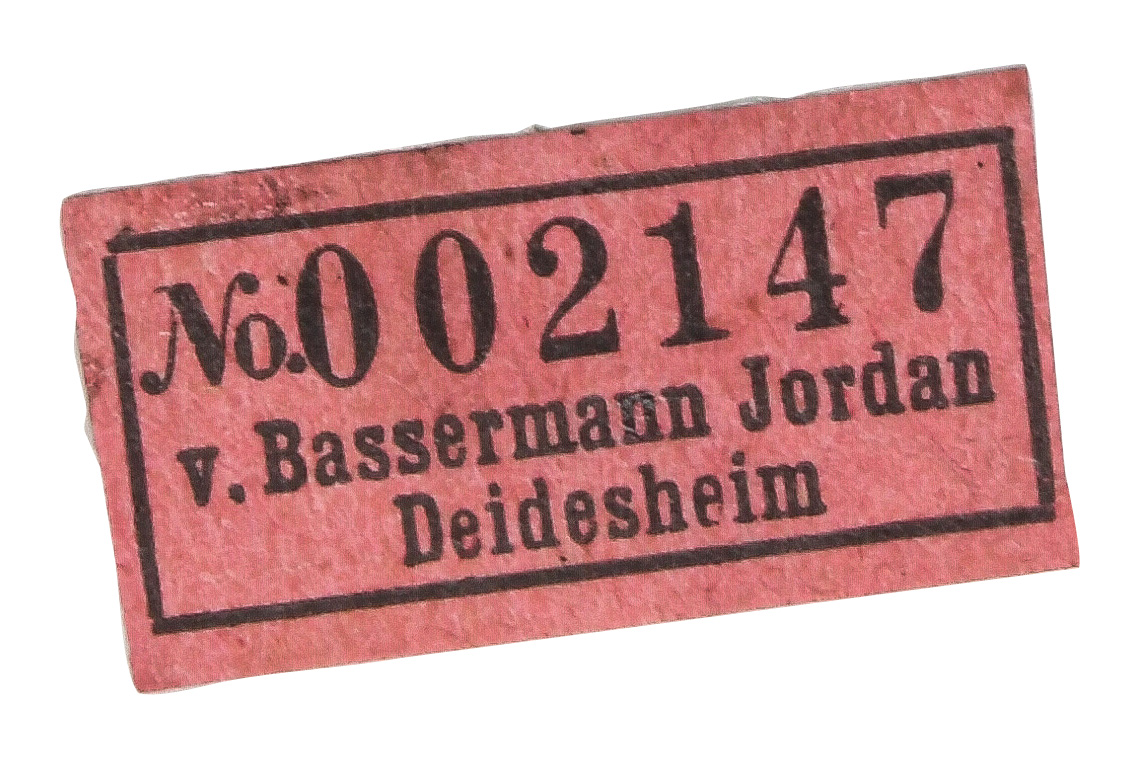 No. 002147
v. Bassermann Jordan
Deidesheim